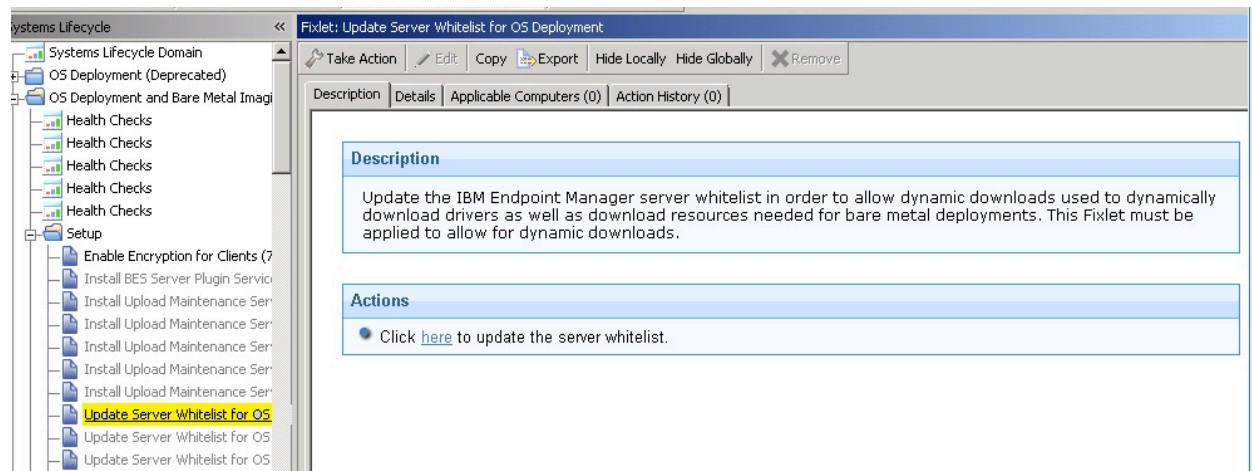 ystems Lifecycle
Systems Lifecycle Domain
OS Deployment (Deprecated)
OS Deployment and Bare Metal Imagi
Health Checks
Health Checks
Health Checks
Health Checks
Health Checks
Setup
Enable Encryption for Clients (7
Install BES Server Plugin Servic
Install Upload Maintenance Ser
Install Upload Maintenance Ser
Install Upload Maintenance Ser
Install Upload Maintenance Ser
Install Upload Maintenance Ser
Update Server Whitelist for OS
Update Server Whitelist for OS
Update Server Whitelist for OS
Fixlet: Update Server Whitelist for OS Deployment
Take Action Edit Copy Export Hide Locally Hide Globally Remove
Description Details Applicable Computers (0) Action History (0)
Description
Update the IBM Endpoint Manager server whitelist in order to allow dynamic downloads used to dynamically
download drivers as well as download resources needed for bare metal deployments. This Fixlet must be
applied to allow for dynamic downloads.
Actions
Click here to update the server whitelist.